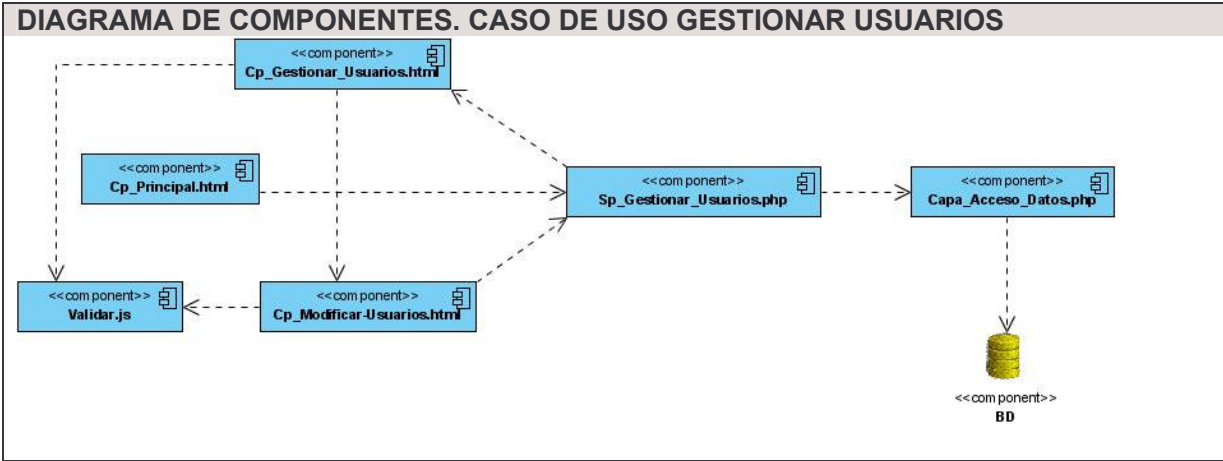 DIAGRAMA DE COMPONENTES. CASO DE USO GESTIONAR USUARIOS
<<component>>
Cp_Gestionar_Usuarios.html
<<component>>
Cp_Principal.html
<<component>>
Sp_Gestionar_Usuarios.php
<<component>>
Capa_Acceso_Datos.php
<<component>>
Validar.js
<<component>>
Cp_Modificar-Usuarios.html
<<component>>
BD